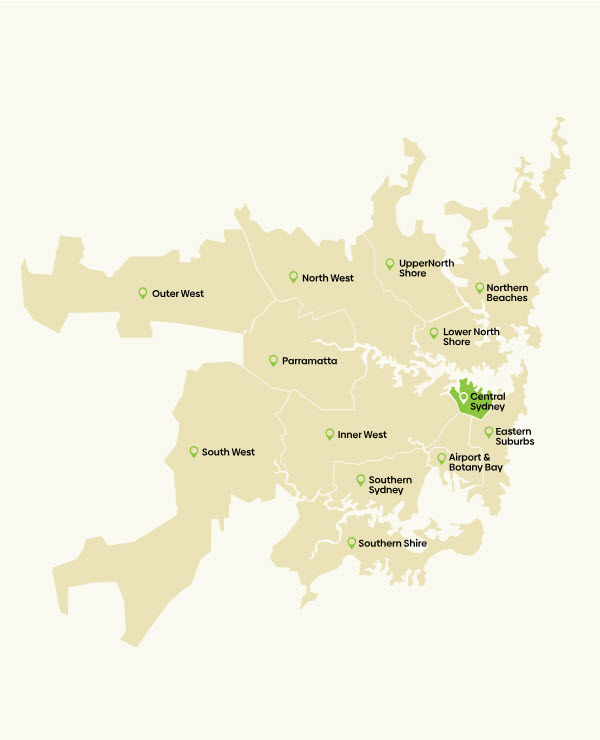 UpperNorth
Shore
North West
Northern
Beaches
Outer West
Lower North
Shore
Parramatta
Central
Sydney
Inner West
Eastern
Suburbs
South West
Airport &
Botany Bay
Southern
Sydney
Southern Shire